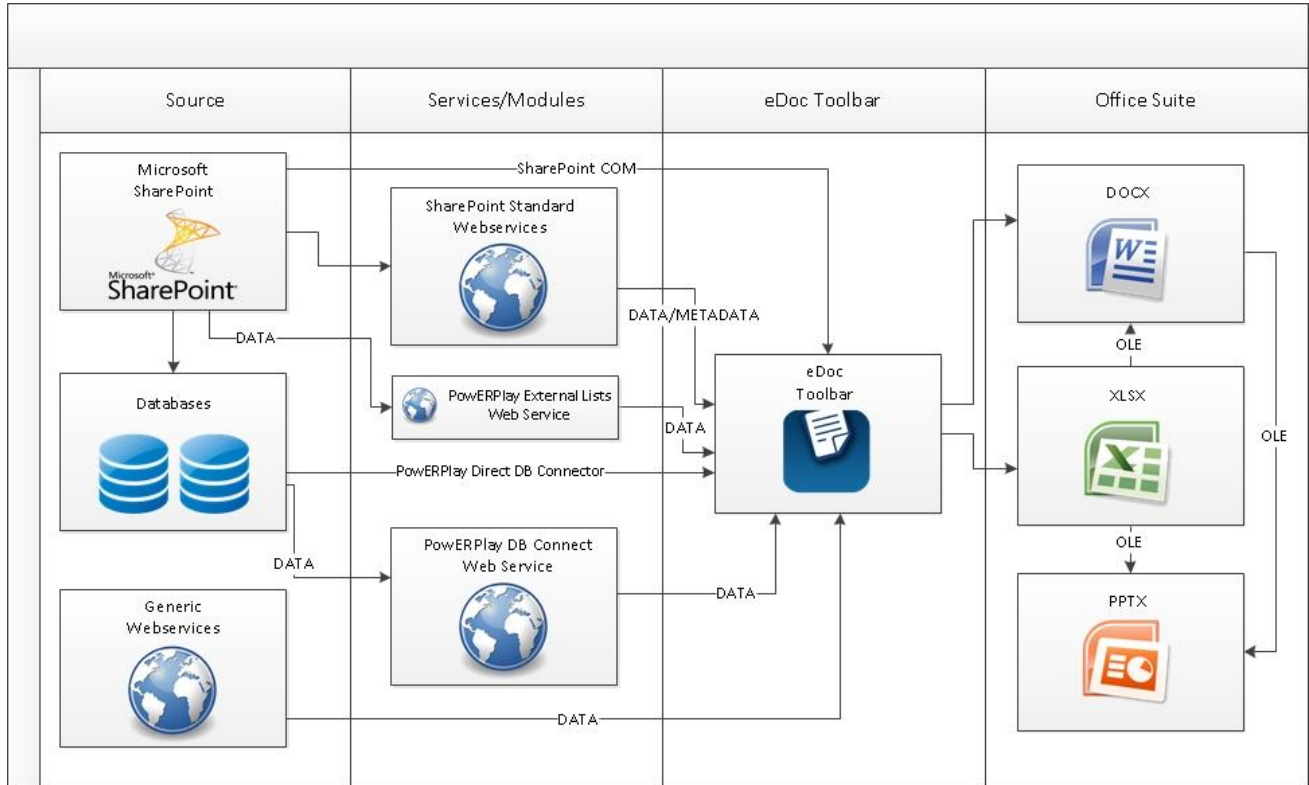 Source
Services/Modules
eDoc Toolbar
Office Suite
Microsoft
SharePoint
Microsoft®
SharePoint
SharePoint COM
SharePoint Standard
Webservices
DATA/METADATA
DATA
PowERPlay External Lists
Web Service
DATA
Databases
PowERPlay Direct DB Connector
DATA
PowERPlay DB Connect
Web Service
DATA
Generic
Webservices
DATA
eDoc
Toolbar
DOCX
W
OLE
XLSX
X
OLE
OLE
PPTX